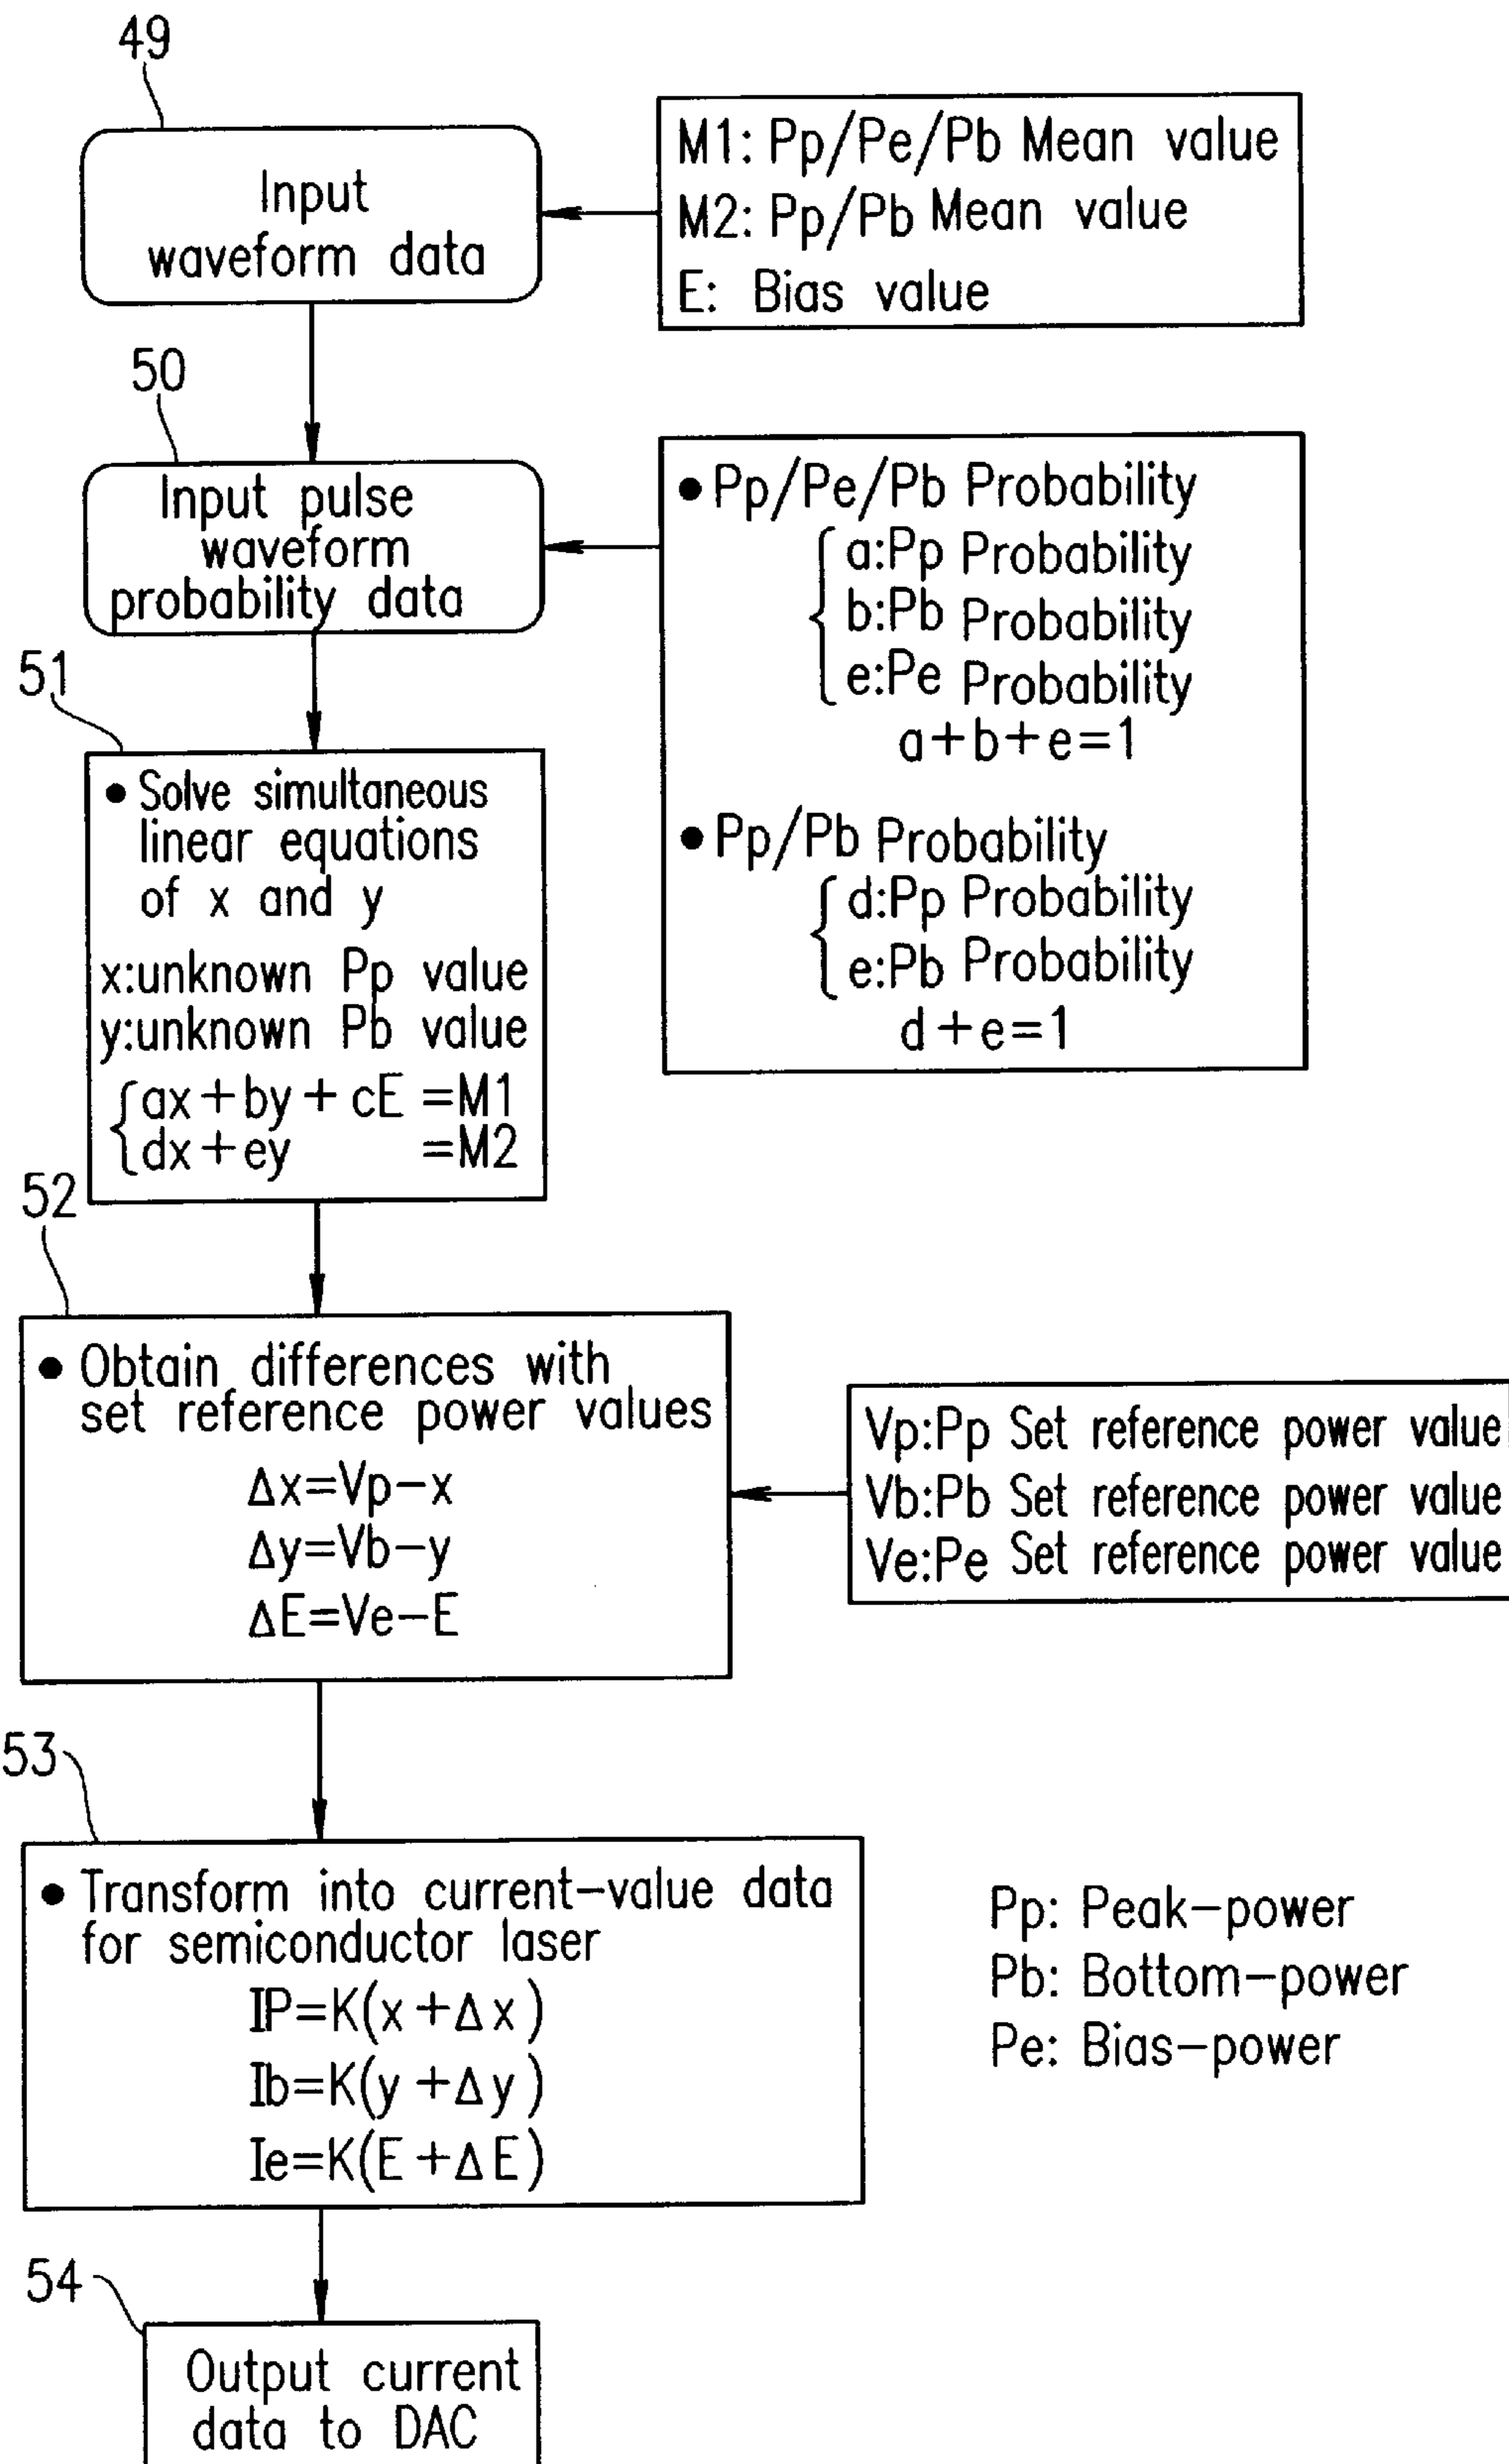 49
Input
waveform data
M1: Pp/Pe/Pb Mean value
M2: Pp/Pb Mean value
E: Bias value
50
Input pulse
waveform
probability data
● Pp/Pe/Pb Probability
a:Pp Probability
b:Pb Probability
e:Pe Probability
a+b+e=1
● Pp/Pb Probability
d:Pp Probability
e:Pb Probability
d+e=1
51
● Solve simultaneous
linear equations
of x and y
x:unknown Pp value
y:unknown Pb value
ax+by+cE =M1
dx+ey =M2
52
● Obtain differences with
set reference power values
Δx=Vp−x
Δy=Vb−y
ΔE=Ve−E
Vp:Pp Set reference power value
Vb:Pb Set reference power value
Ve:Pe Set reference power value
53
● Transform into current−value data
for semiconductor laser
IP=K(x+Δx)
Ib=K(y+Δy)
Ie=K(E+ΔE)
Pp: Peak−power
Pb: Bottom−power
Pe: Bias−power
54
Output current
data to DAC